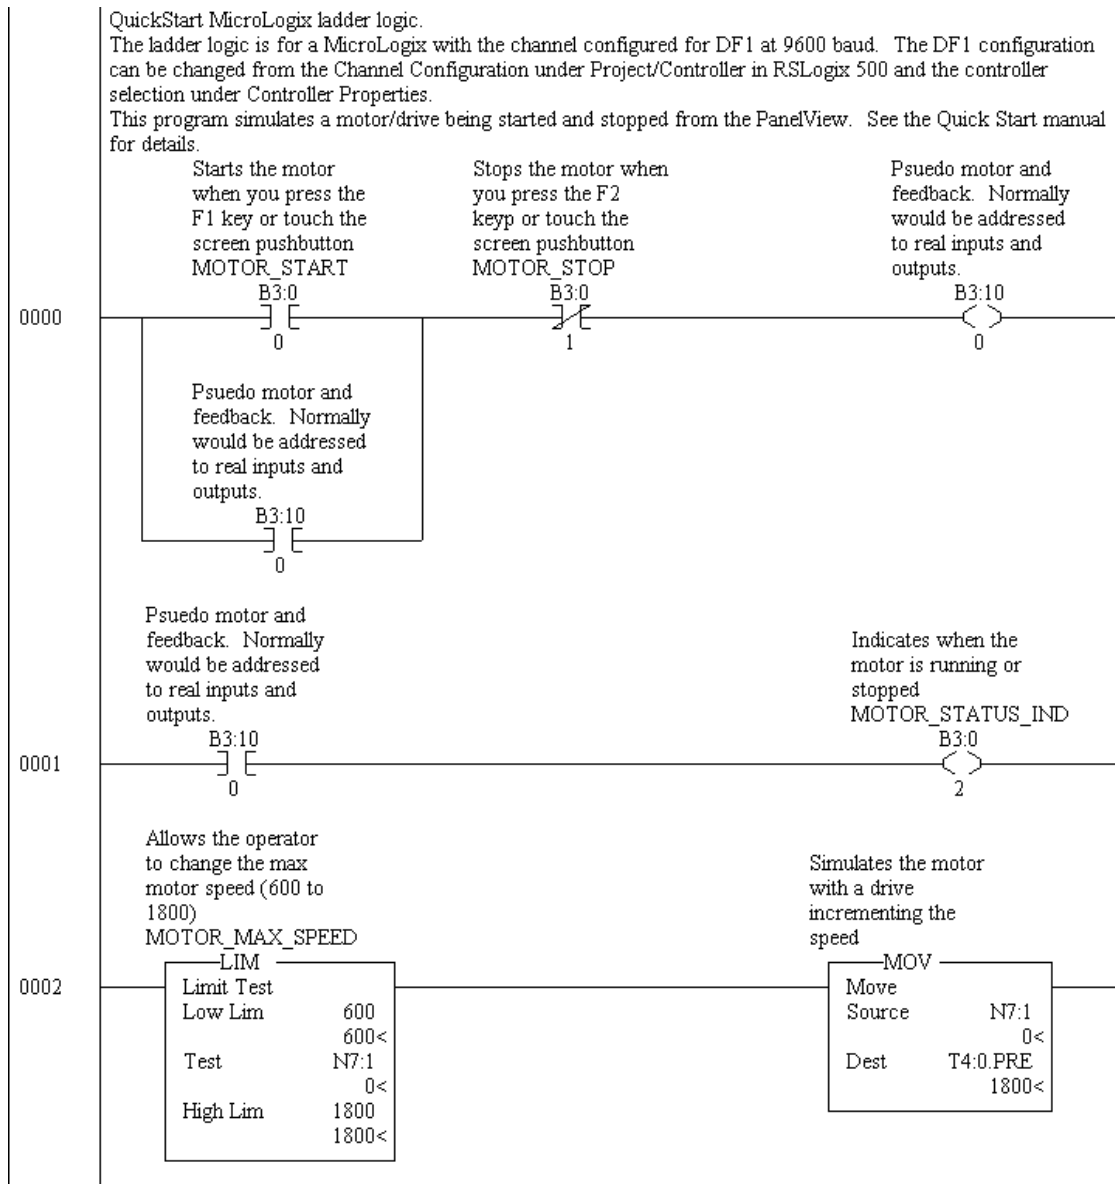 QuickStart MicroLogix ladder logic.
The ladder logic is for a MicroLogix with the channel configured for DF1 at 9600 baud. The DF1 configuration
can be changed from the Channel Configuration under Project/Controller in RSLogix 500 and the controller
selection under Controller Properties.
This program simulates a motor/drive being started and stopped from the PanelView. See the Quick Start manual
for details.
Starts the motor
when you press the
F1 key or touch the
screen pushbutton
MOTOR_START
B3:0
0
Stops the motor when
you press the F2
keyp or touch the
screen pushbutton
MOTOR_STOP
B3:0
1
Psuedo motor and
feedback. Normally
would be addressed
to real inputs and
outputs.
B3:10
0
0000
Psuedo motor and
feedback. Normally
would be addressed
to real inputs and
outputs.
B3:10
0
Psuedo motor and
feedback. Normally
would be addressed
to real inputs and
outputs.
B3:10
0
Indicates when the
motor is running or
stopped
MOTOR_STATUS_IND
B3:0
2
0001
Allows the operator
to change the max
motor speed (600 to
1800)
MOTOR_MAX_SPEED
LIM
Limit Test
Low Lim 600
600<
Test N7:1
0<
High Lim 1800
1800<
Simulates the motor
with a drive
incrementing the
speed
MOV
Move
Source N7:1
0<
Dest T4:0.PRE
1800<
0002